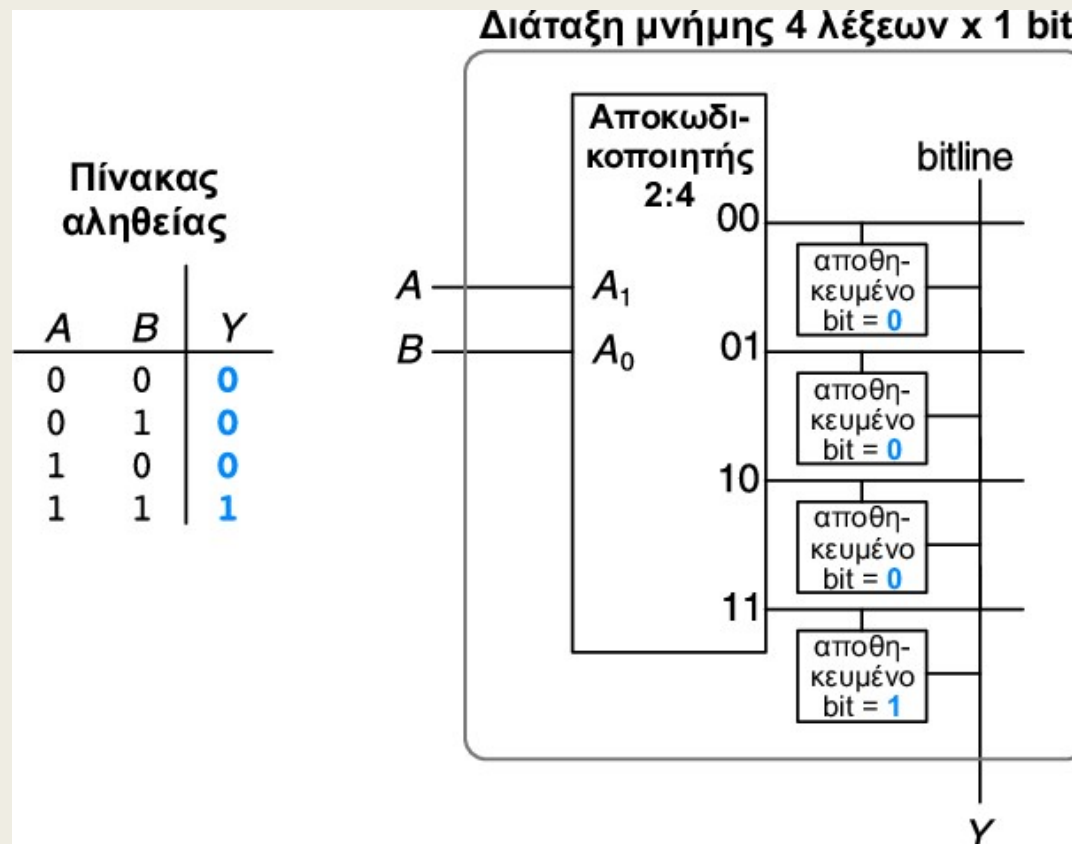 Διάταξη μνήμης 4 λέξεων x 1 bit
Πίνακας
αληθείας
A B Y
0 0 0
0 1 0
1 0 0
1 1 1
Αποκωδι-
κοποιητής
2:4
A
B
A1
A0
bitline
00
αποθη-
κευμένο
bit = 0
01
αποθη-
κευμένο
bit = 0
10
αποθη-
κευμένο
bit = 0
11
αποθη-
κευμένο
bit = 1
Y